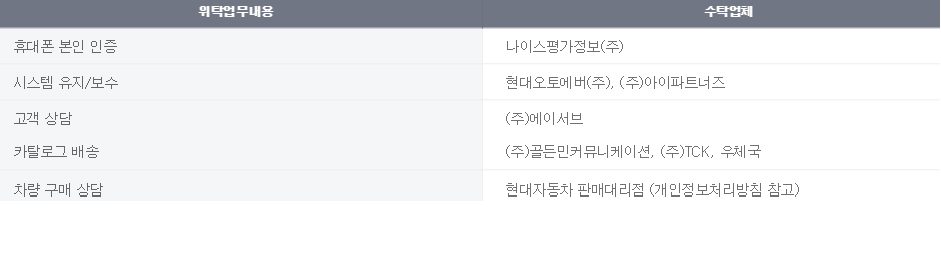 위탁업무내용 수탁업체
휴대폰 본인 인증 나이스평가정보(주)
시스템 유지/보수 현대오토에버(주), (주)아이파트너즈
고객 상담 (주)에이서브
카탈로그 배송 (주)골든민커뮤니케이션, (주)TCK, 우체국
차량 구매 상담 현대자동차 판매대리점 (개인정보처리방침 참고)